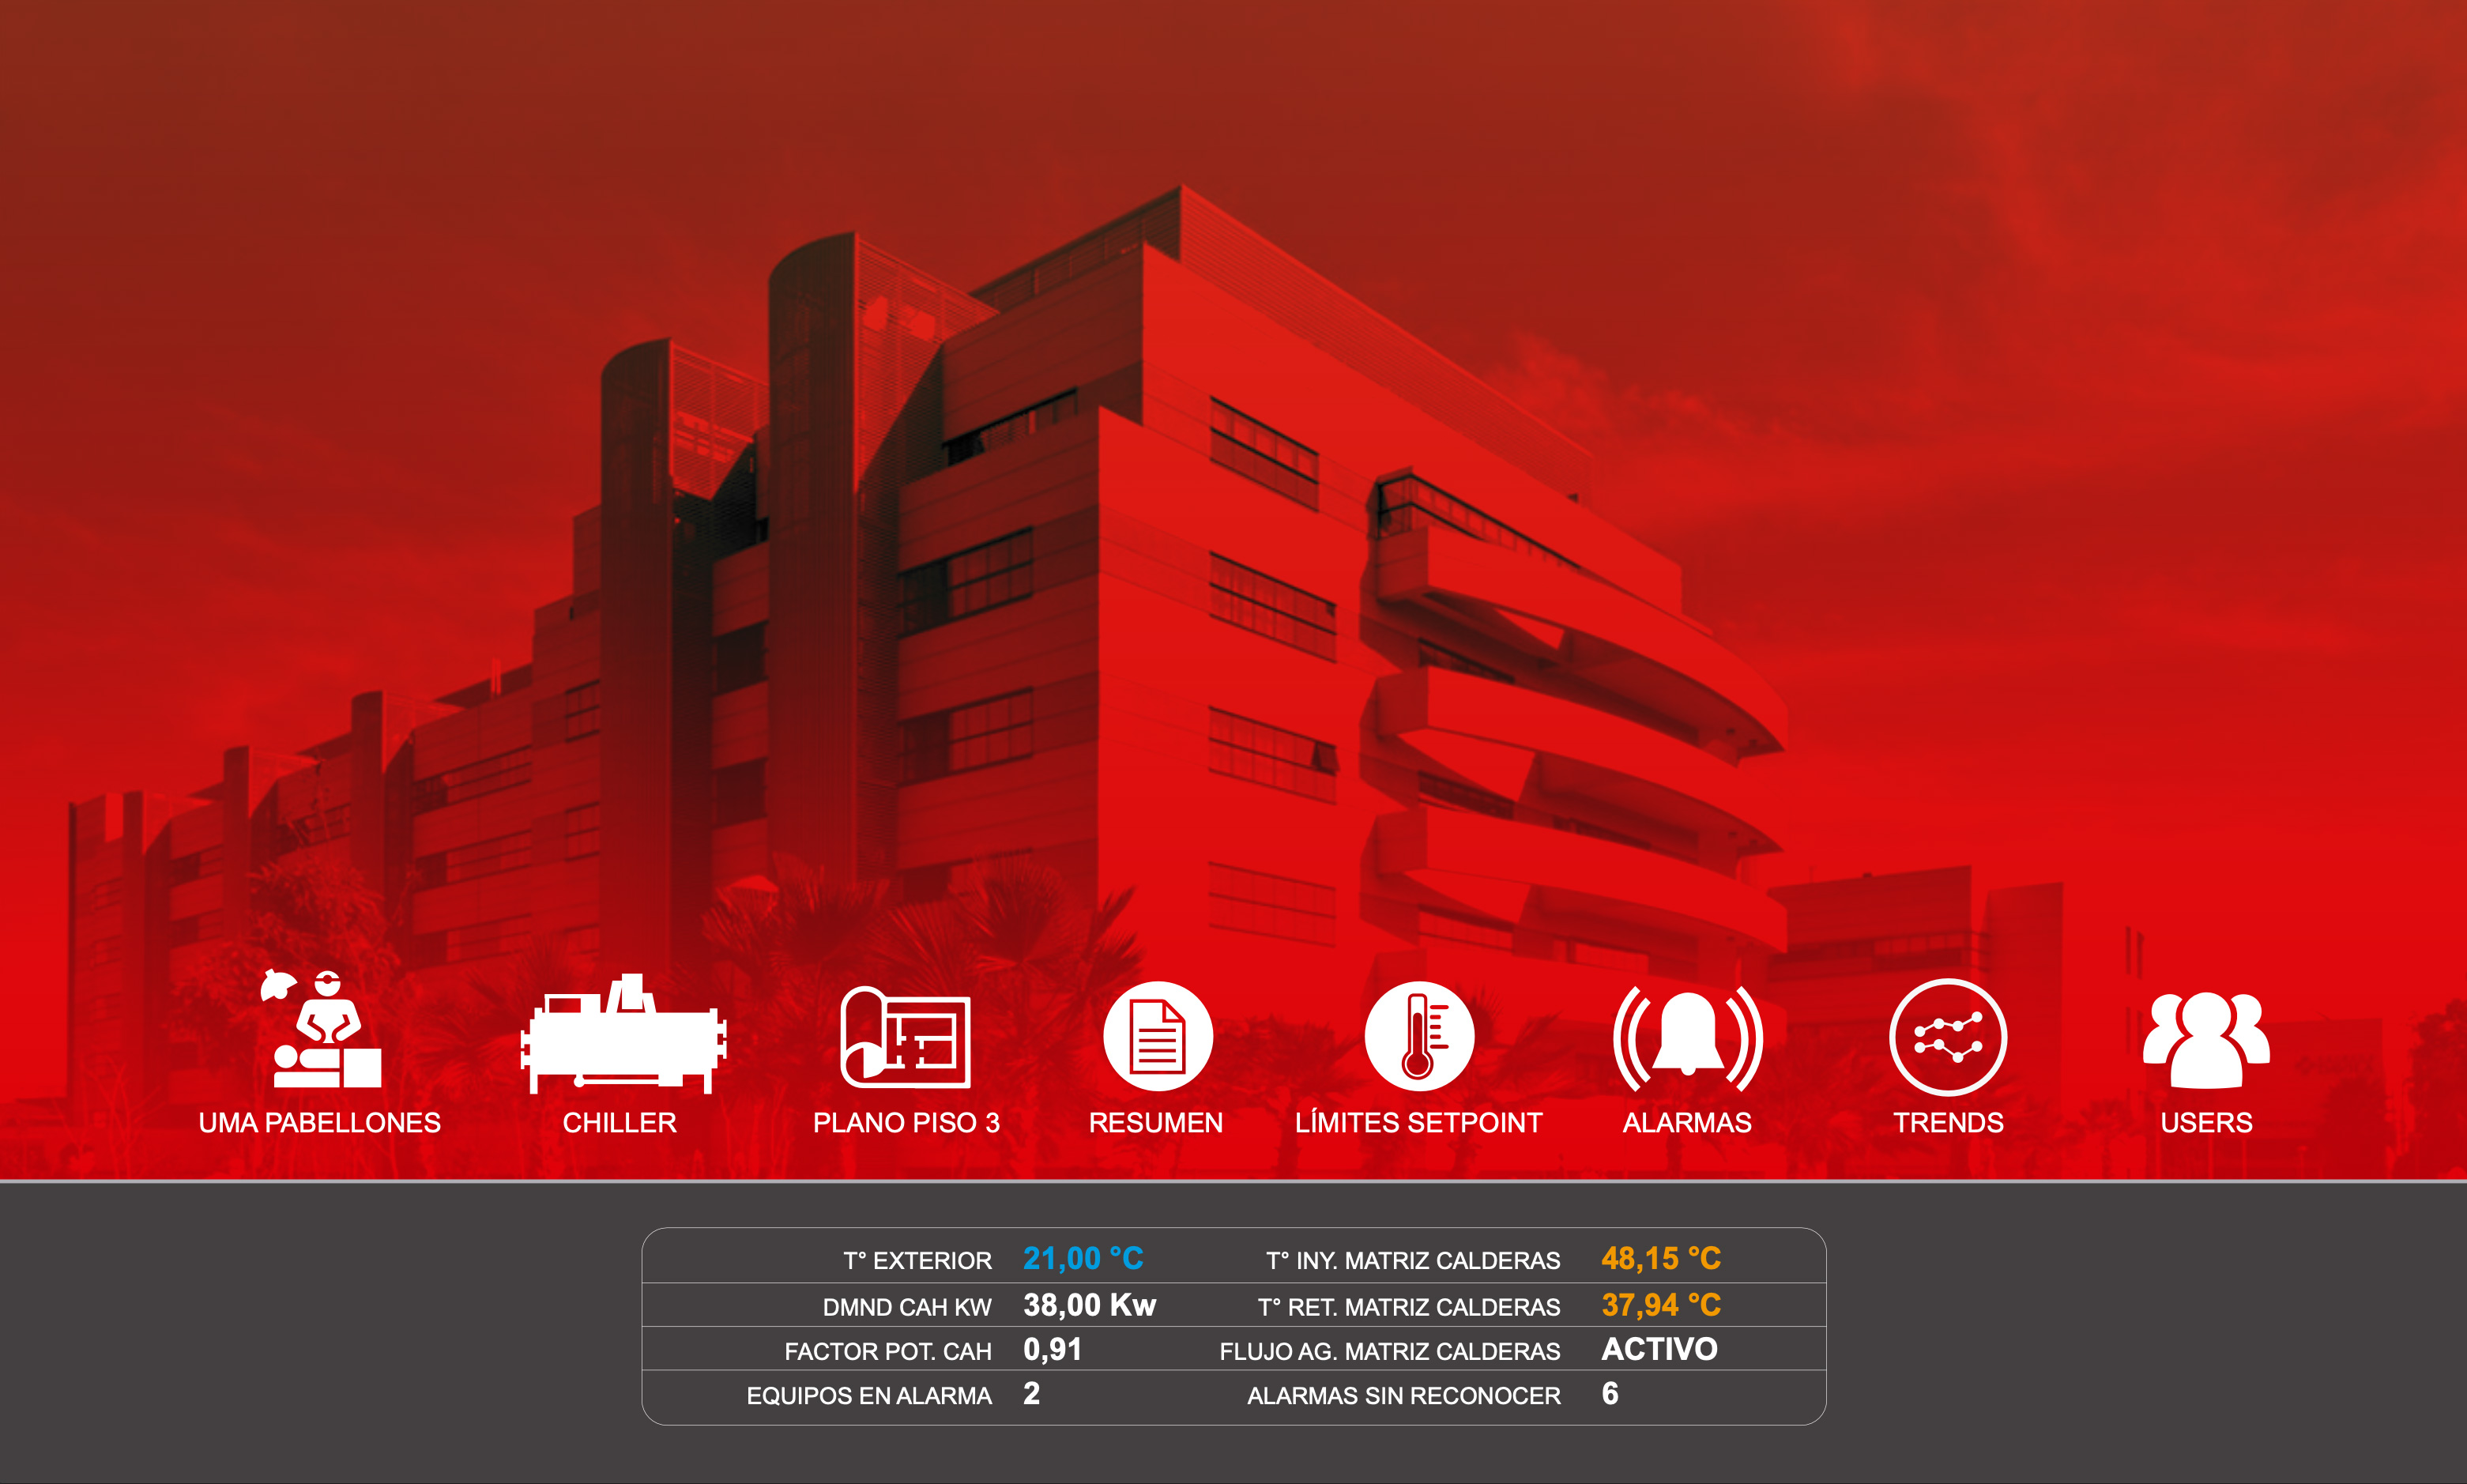 UMA PABELLONES
CHILLER
PLANO PISO 3
RESUMEN
LÍMITES SETPOINT
ALARMAS
TRENDS
USERS
T° EXTERIOR 21,00 °C T° INY. MATRIZ CALDERAS 48,15 °C
DMND CAH KW 38,00 Kw T° RET. MATRIZ CALDERAS 37,94 °C
FACTOR POT. CAH 0,91 FLUJO AG. MATRIZ CALDERAS ACTIVO
EQUIPOS EN ALARMA 2 ALARMAS SIN RECONOCER 6